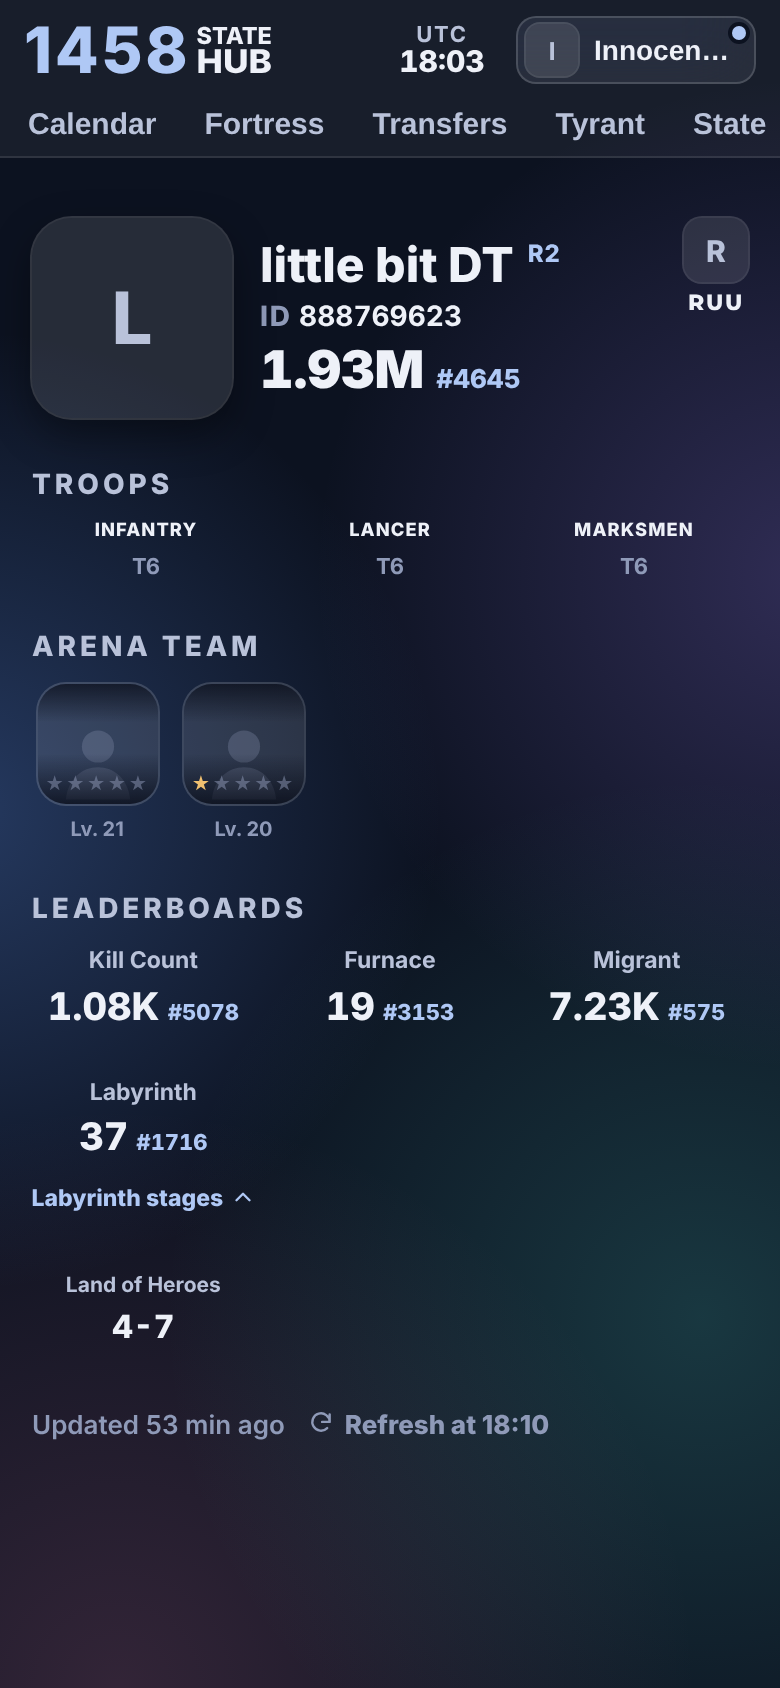 1458 STATE HUB
UTC
18:03
I Innocen...
Calendar Fortress Transfers Tyrant State
L
little bit DT R2
ID 888769623
1.93M #4645
R
RUU
TROOPS
INFANTRY LANCER MARKSMEN
T6 T6 T6
ARENA TEAM
Lv. 21 Lv. 20
LEADERBOARDS
Kill Count Furnace Migrant
1.08K #5078 19 #3153 7.23K #575
Labyrinth
37 #1716
Labyrinth stages
Land of Heroes
4-7
Updated 53 min ago Refresh at 18:10